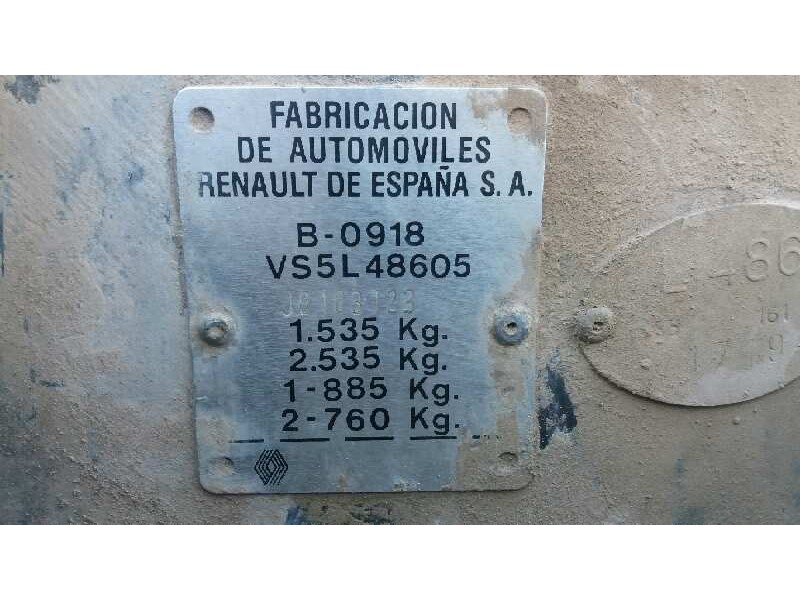 FABRICACION
DE AUTOMOVILES
RENAULT DE ESPAÑA S. A.
B-0918
VS5L48605
1.535 Kg.
2.535 Kg.
1-885 Kg.
2-760 Kg.